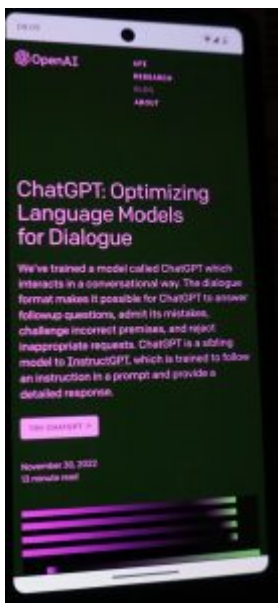 OpenAI
API
RESEARCH
BLOG
ABOUT
ChatGPT: Optimizing
Language Models
for Dialogue
We've trained a model called ChatGPT which
interacts in a conversational way. The dialogue
format makes it possible for ChatGPT to answer
followup questions, admit its mistakes,
challenge incorrect premises, and reject
inappropriate requests. ChatGPT is a sibling
model to InstructGPT, which is trained to follow
an instruction in a prompt and provide a
detailed response.
TRY CHATGPT ↗
November 30, 2022
13 minute read